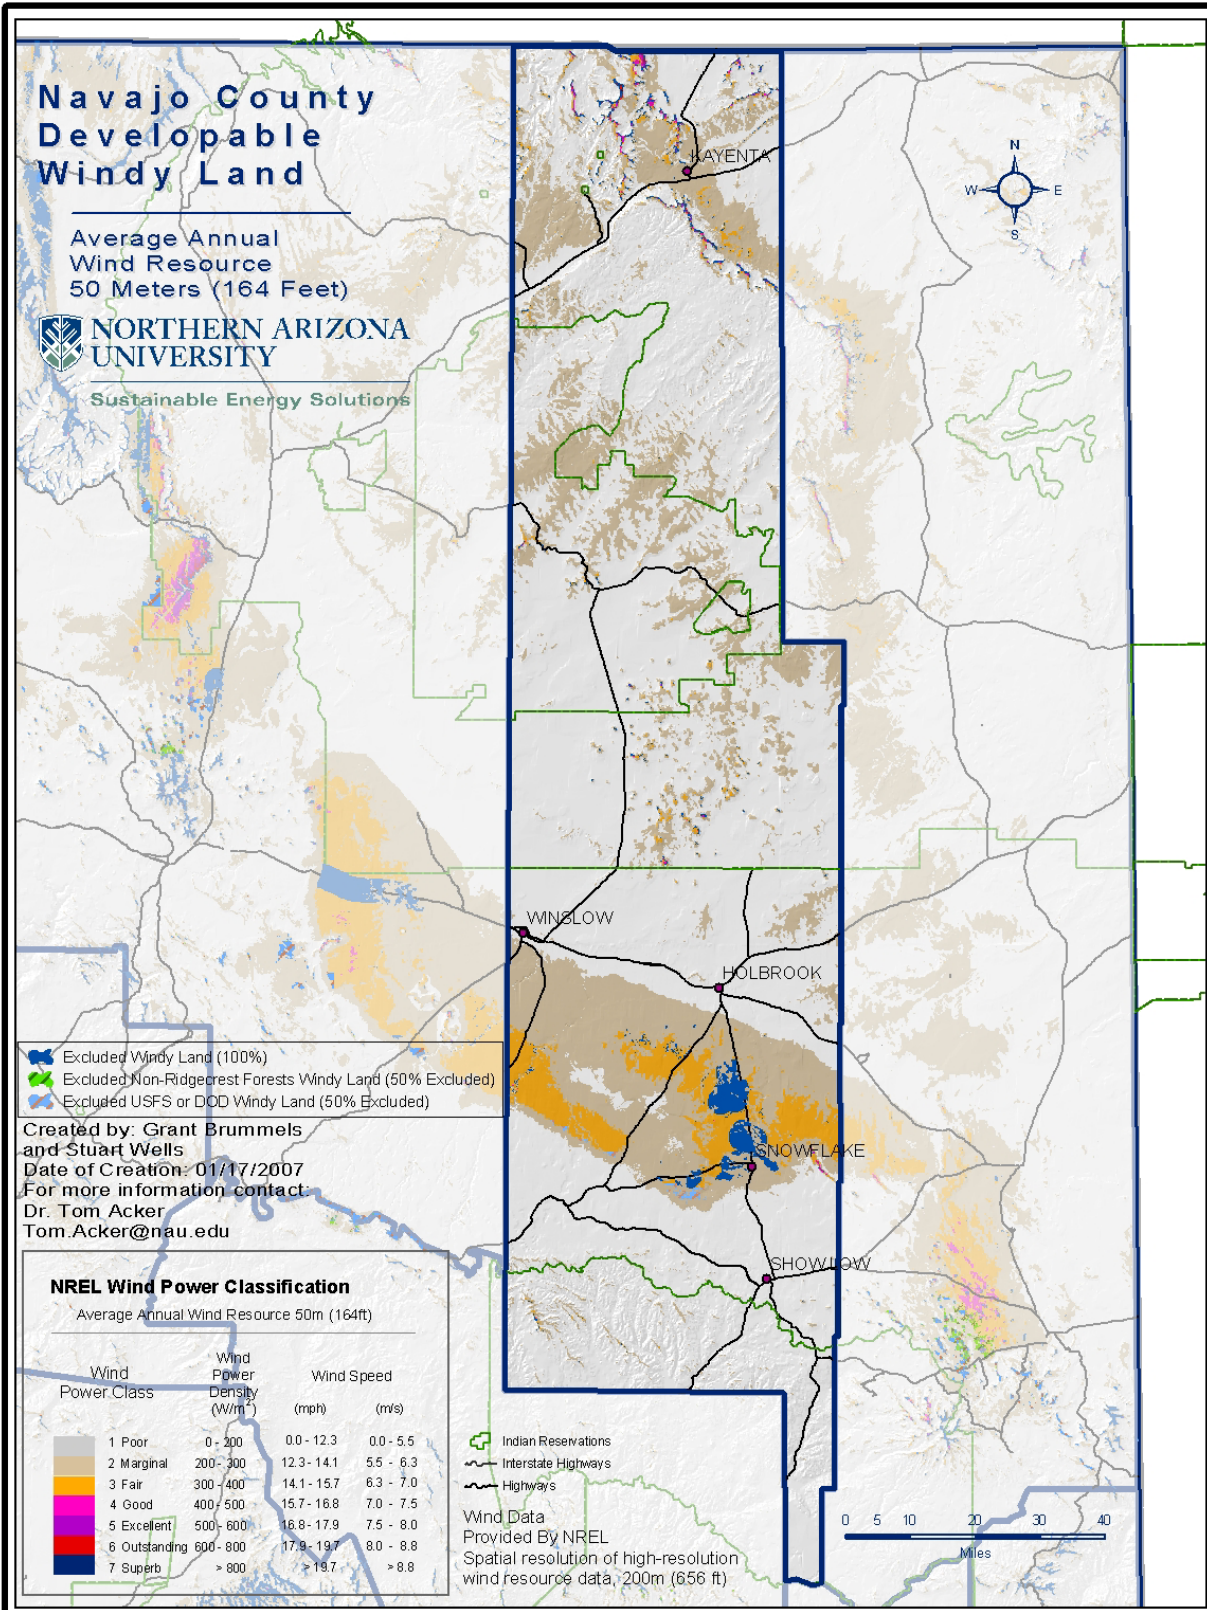 Navajo County
Developable
Windy Land
Average Annual
Wind Resource
50 Meters (164 Feet)
NORTHERN ARIZONA
UNIVERSITY
Sustainable Energy Solutions
N
W
E
S
KAYENTA
WINSLOW
HOLBROOK
SNOWFLAKE
SHOW LOW
Excluded Windy Land (100%)
Excluded Non-Ridgecrest Forests Windy Land (50% Excluded)
Excluded USFS or DOD Windy Land (50% Excluded)
Created by: Grant Brummels
and Stuart Wells
Date of Creation: 01/17/2007
For more information contact:
Dr. Tom Acker
Tom.Acker@nau.edu
NREL Wind Power Classification
Average Annual Wind Resource 50m (164ft)
Wind
Power Class
Wind
Power
Density
(W/m²)
Wind Speed
(mph) (m/s)
1 Poor 0 - 200 0.0 - 12.3 0.0 - 5.5
2 Marginal 200 - 300 12.3 - 14.1 5.5 - 6.3
3 Fair 300 - 400 14.1 - 15.7 6.3 - 7.0
4 Good 400 - 500 15.7 - 16.8 7.0 - 7.5
5 Excellent 500 - 600 16.8 - 17.9 7.5 - 8.0
6 Outstanding 600 - 800 17.9 - 19.7 8.0 - 8.8
7 Superb > 800 > 19.7 > 8.8
Indian Reservations
Interstate Highways
Highways
Wind Data
Provided By NREL
Spatial resolution of high-resolution
wind resource data, 200m (656 ft)
0 5 10 20 30 40
Miles